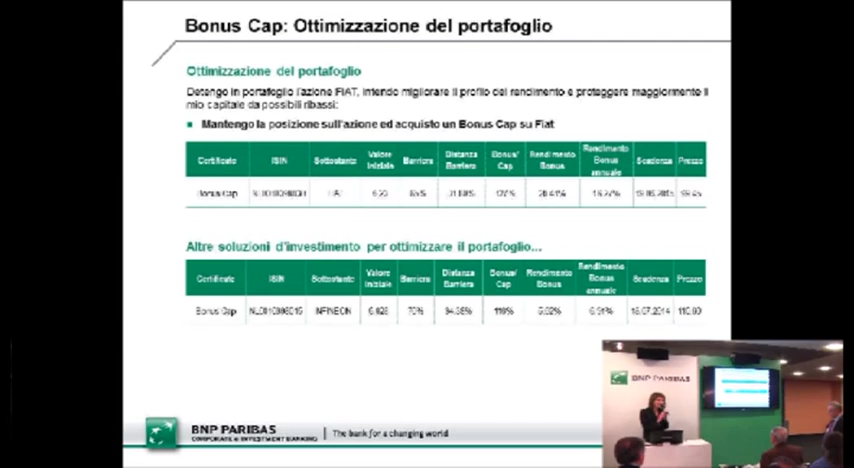 Bonus Cap: Ottimizzazione del portafoglio
Ottimizzazione del portafoglio
Detengo in portafoglio l'azione FIAT, intendo migliorare il profilo del rendimento e proteggere maggiormente il
mio capitale da possibili ribassi:
Mantengo la posizione sull'azione ed acquisto un Bonus Cap su Fiat
Certificate ISIN Sottostante Valore Iniziale Barriera Distanza Barriera Bonus/ Cap Rendimento Bonus Rendimento Bonus annuale Scadenza Prezzo
Bonus Cap
Altre soluzioni d'investimento per ottimizzare il portafoglio...
Certificate ISIN Sottostante Valore Iniziale Barriera Distanza Barriera Bonus/ Cap Rendimento Bonus Rendimento Bonus annuale Scadenza Prezzo
Bonus Cap INFINEON 70% 18.07.2014
BNP PARIBAS
CORPORATE & INVESTMENT BANKING
The bank for a changing world
BNP PARIBAS